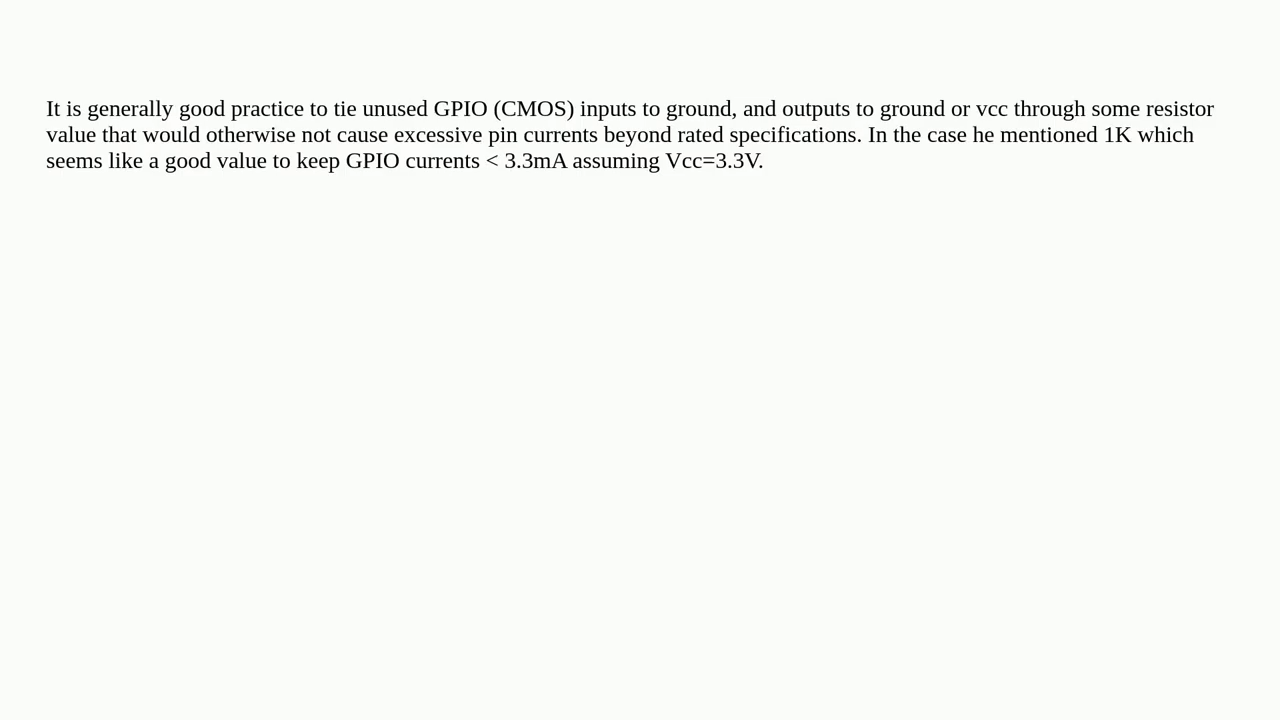 It is generally good practice to tie unused GPIO (CMOS) inputs to ground, and outputs to ground or vcc through some resistor
value that would otherwise not cause excessive pin currents beyond rated specifications. In the case he mentioned 1K which
seems like a good value to keep GPIO currents < 3.3mA assuming Vcc=3.3V.